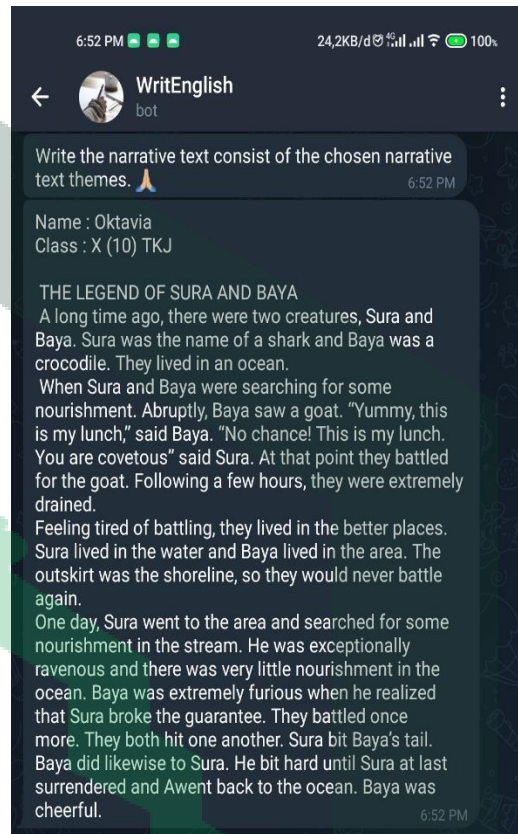 6:52 PM
24,2KB/d 4G 100%
WritEnglish
bot
Write the narrative text consist of the chosen narrative
text themes. 🙏🏼
6:52 PM
Name : Oktavia
Class : X (10) TKJ
THE LEGEND OF SURA AND BAYA
A long time ago, there were two creatures, Sura and
Baya. Sura was the name of a shark and Baya was a
crocodile. They lived in an ocean.
When Sura and Baya were searching for some
nourishment. Abruptly, Baya saw a goat. “Yummy, this
is my lunch,” said Baya. “No chance! This is my lunch.
You are covetous” said Sura. At that point they battled
for the goat. Following a few hours, they were extremely
drained.
Feeling tired of battling, they lived in the better places.
Sura lived in the water and Baya lived in the area. The
outskirt was the shoreline, so they would never battle
again.
One day, Sura went to the area and searched for some
nourishment in the stream. He was exceptionally
ravenous and there was very little nourishment in the
ocean. Baya was extremely furious when he realized
that Sura broke the guarantee. They battled once
more. They both hit one another. Sura bit Baya’s tail.
Baya did likewise to Sura. He bit hard until Sura at last
surrendered and Awent back to the ocean. Baya was
cheerful.
6:52 PM